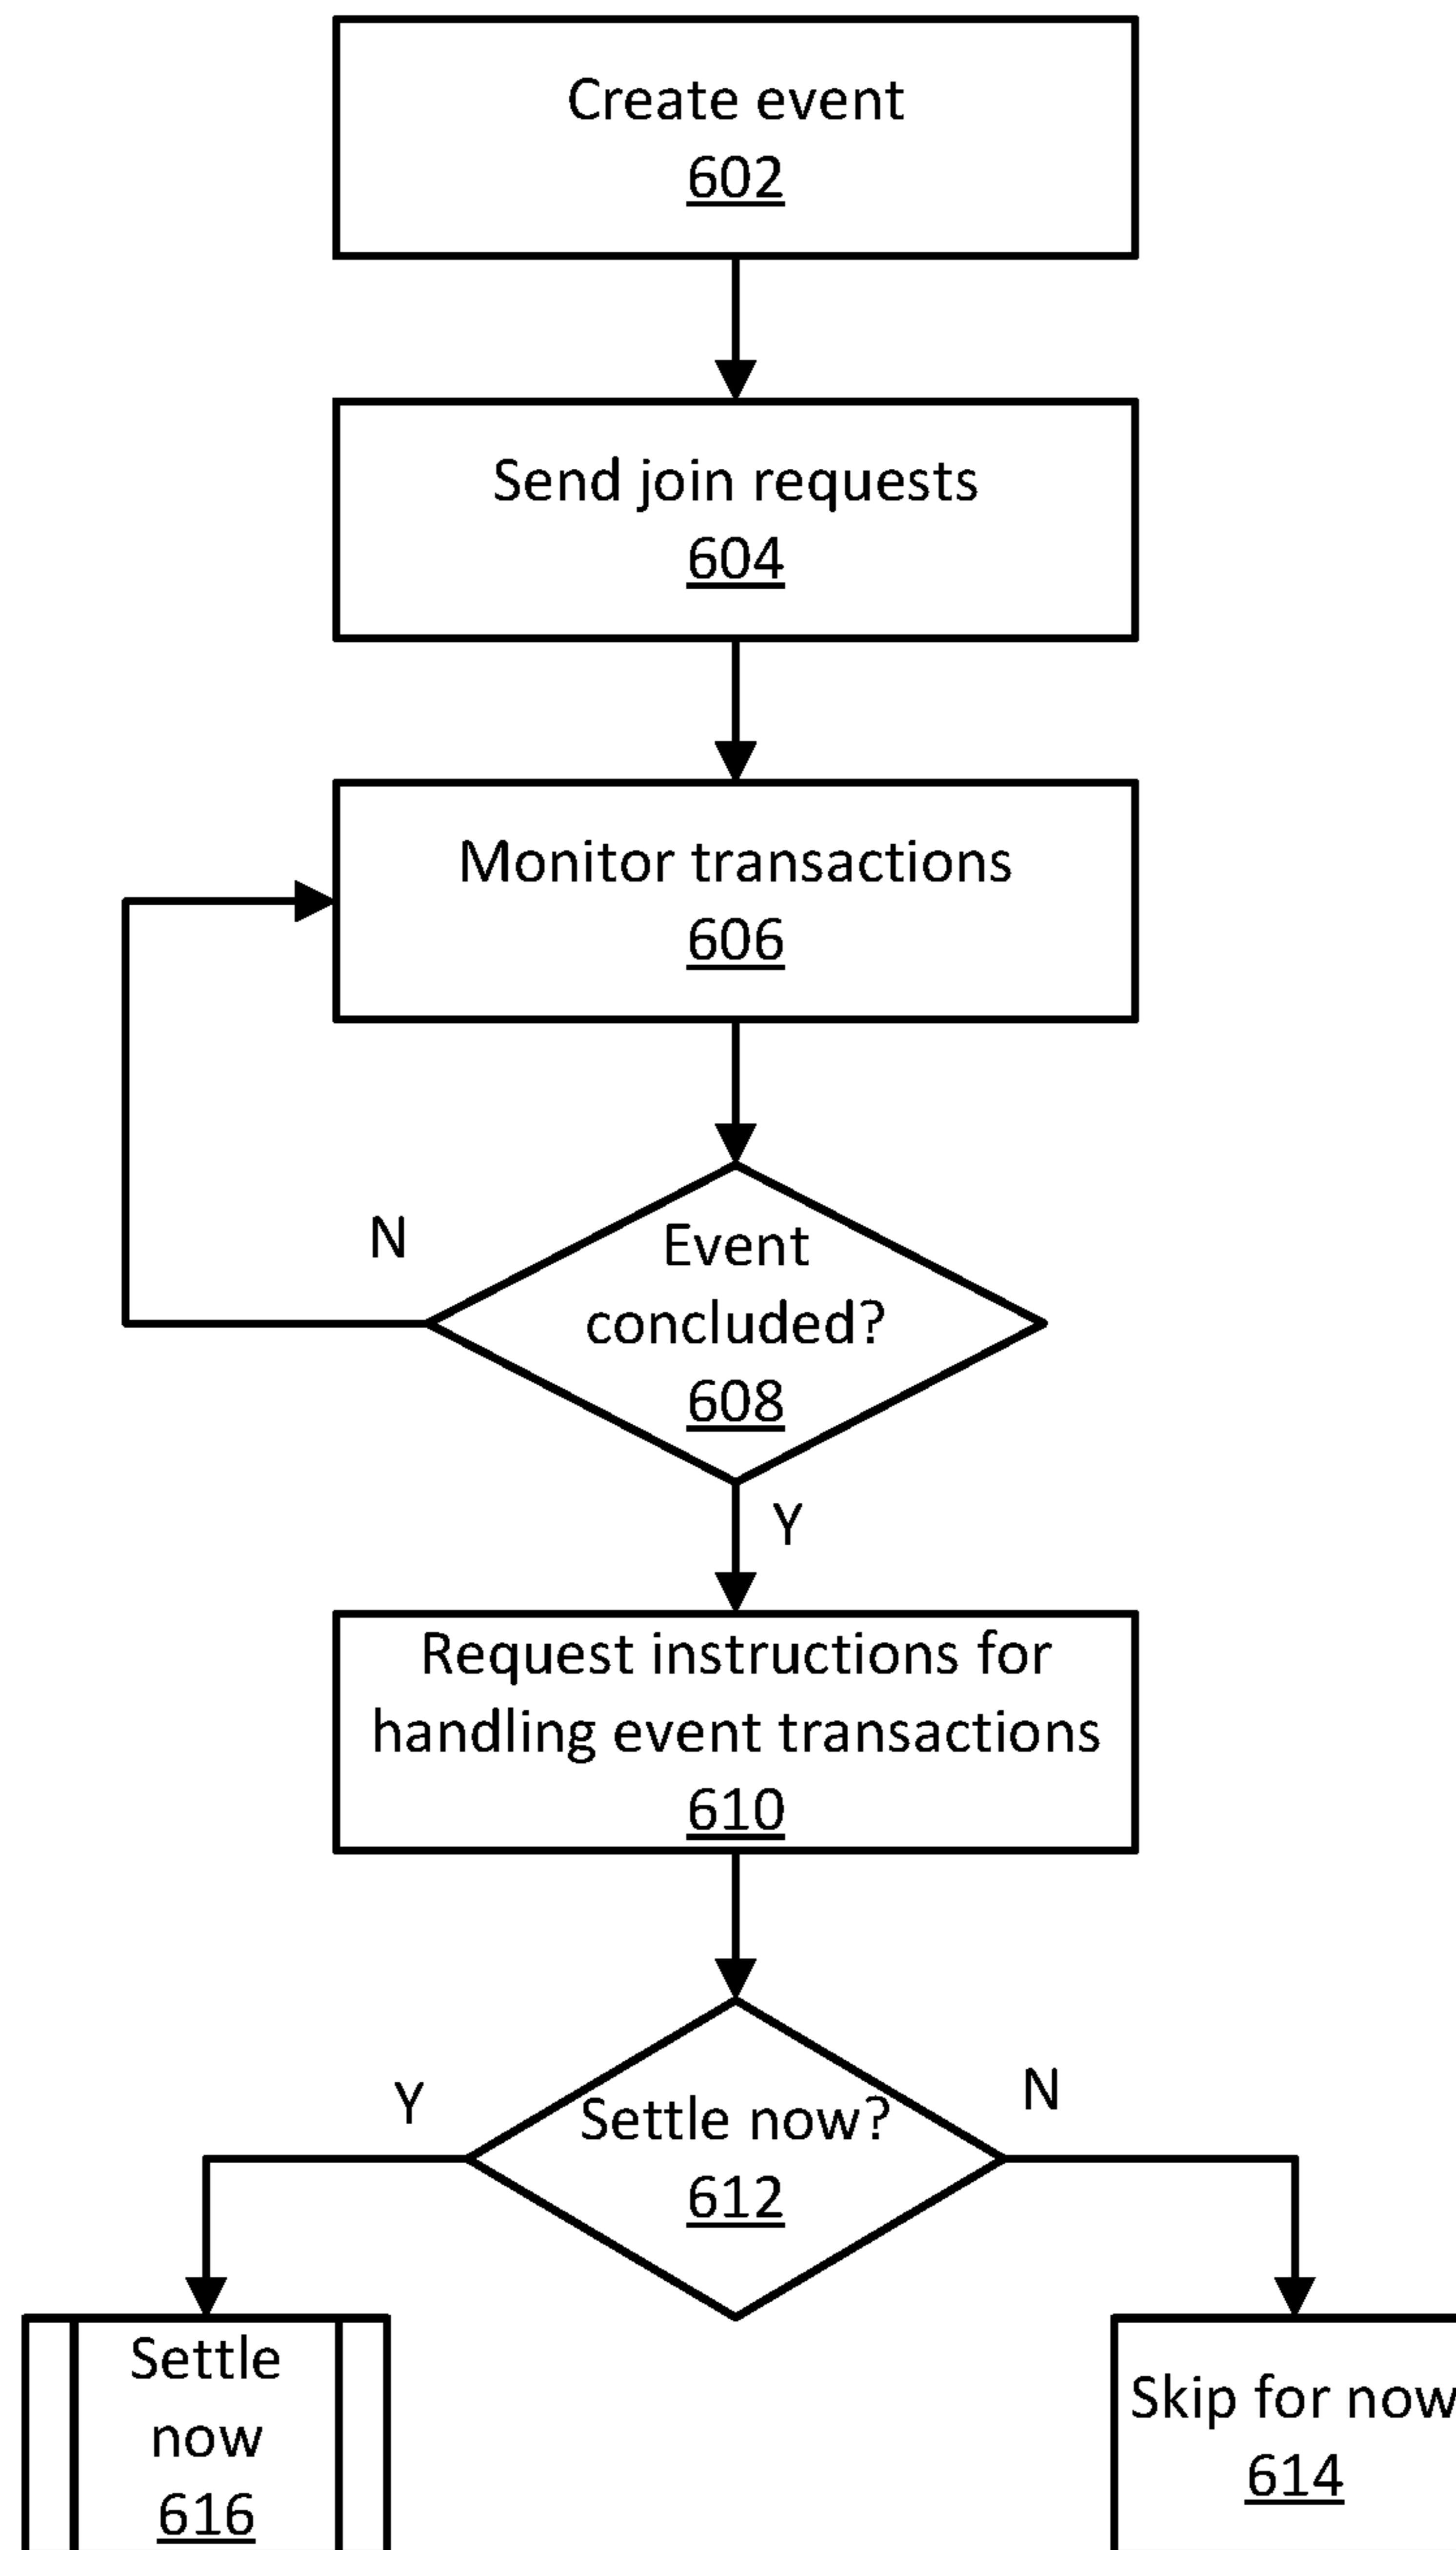 Create event
602
Send join requests
604
Monitor transactions
606
N
Event
concluded?
608
Y
Request instructions for
handling event transactions
610
Y
N
Settle now?
612
Settle
now
616
Skip for now
614